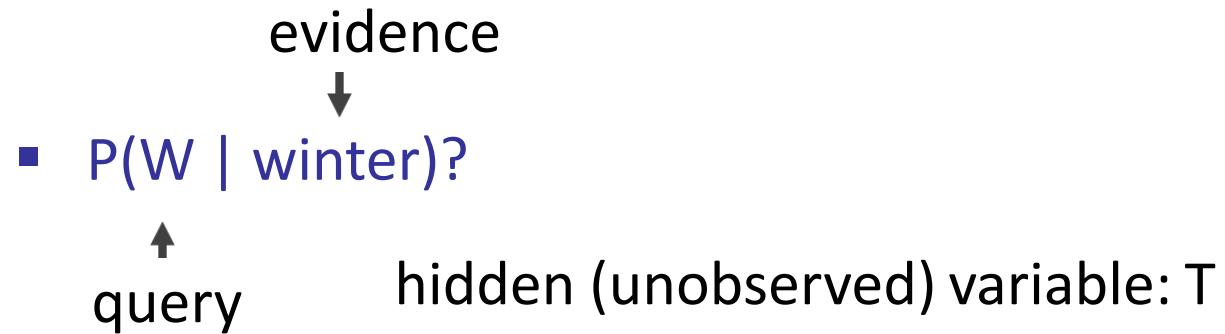 evidence
▪ P(W | winter)?
hidden (unobserved) variable: T
query